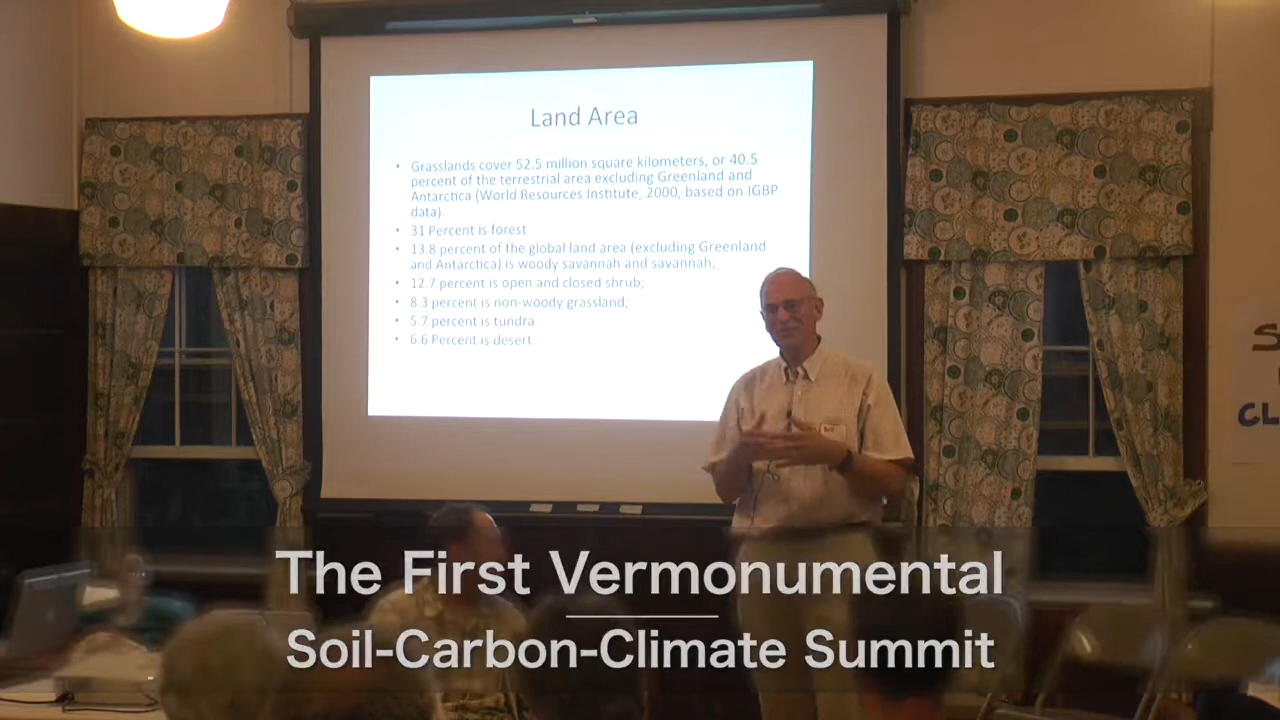 Land Area
• Grasslands cover 52.5 million square kilometers, or 40.5
percent of the terrestrial area excluding Greenland and
Antarctica (World Resources Institute, 2000, based on IGBP
data).
• 31 Percent is forest
• 13.8 percent of the global land area (excluding Greenland
and Antarctica) is woody savannah and savannah;
• 12.7 percent is open and closed shrub;
• 8.3 percent is non-woody grassland;
• 5.7 percent is tundra
• 6.6 Percent is desert
S
CL
The First Vermonumental
Soil-Carbon-Climate Summit